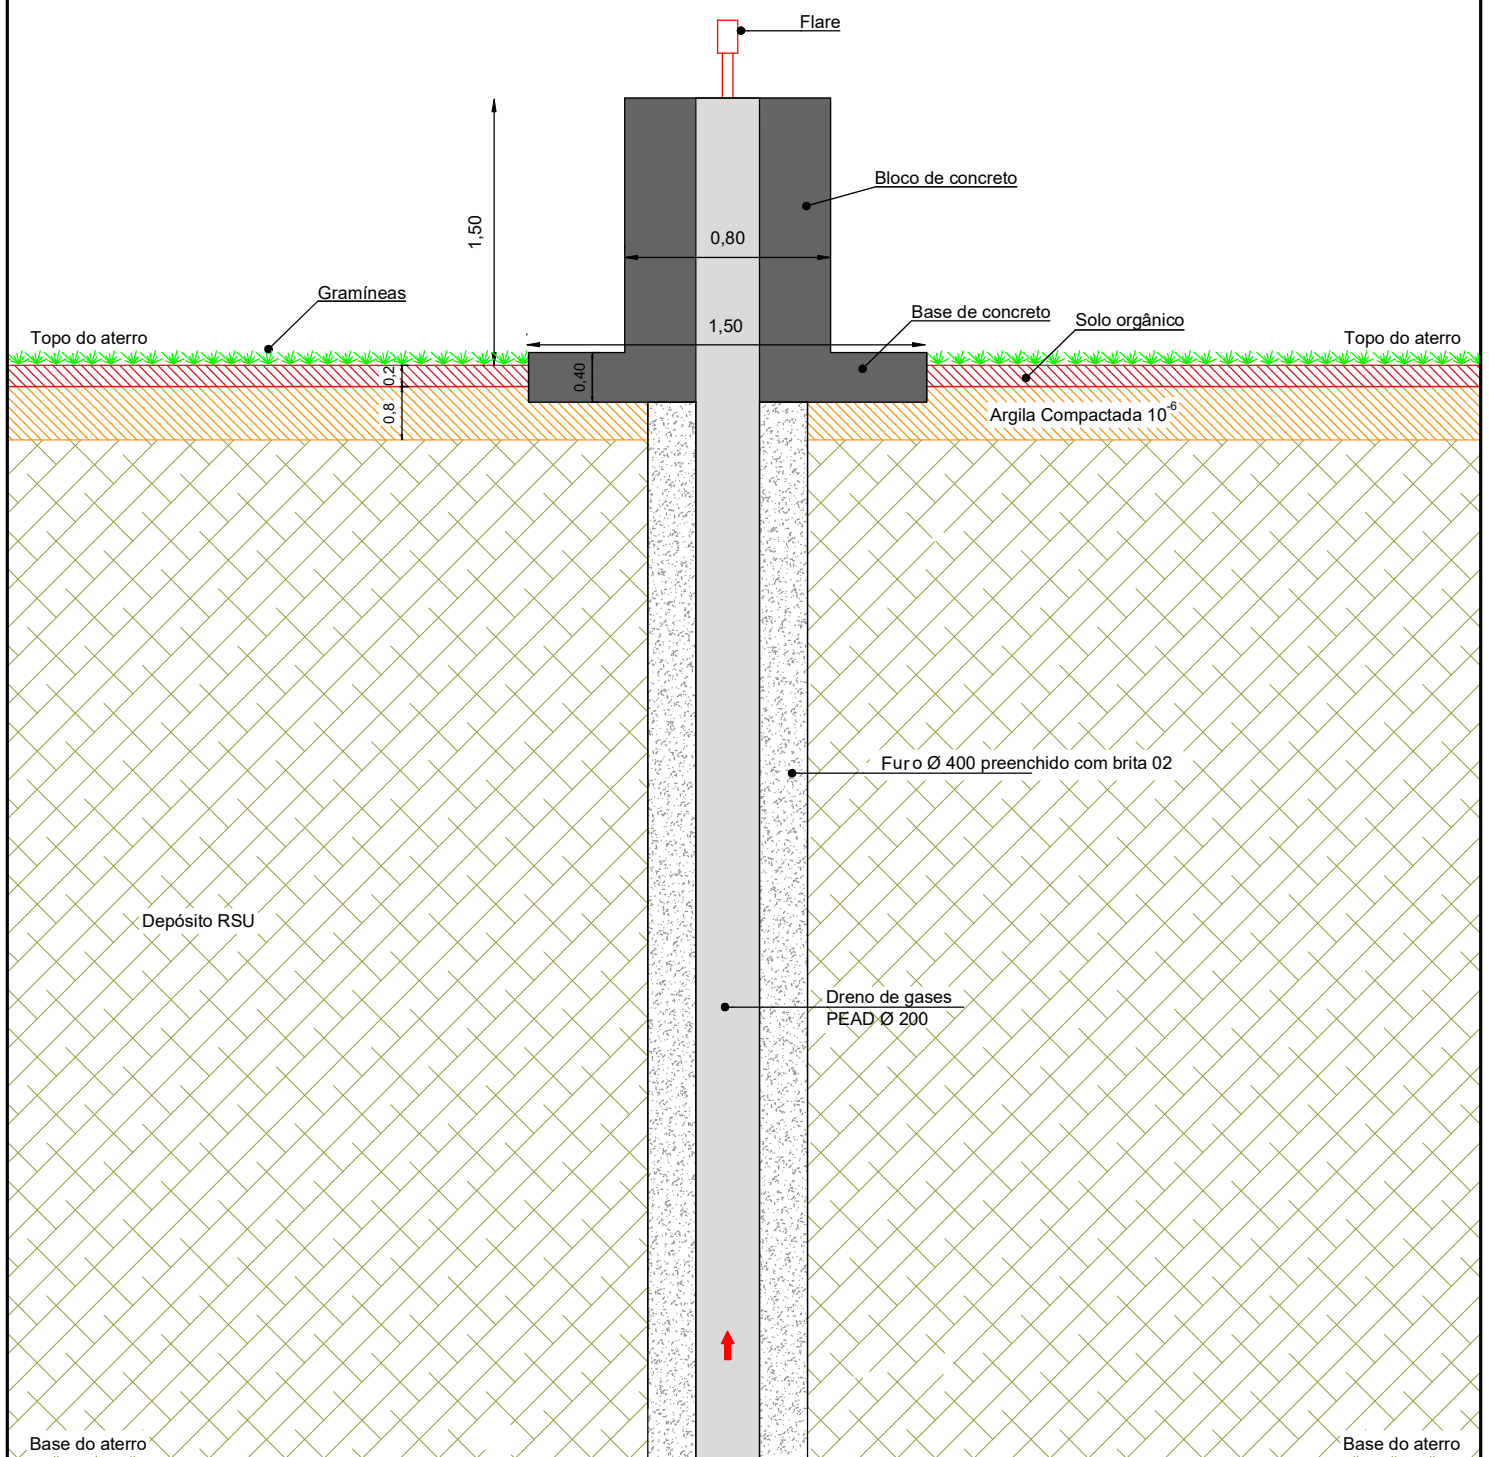 Flare
Bloco de concreto
1,50
0,80
Gramíneas
Base de concreto
Solo orgânico
1,50
Topo do aterro
Topo do aterro
0,2
0,40
0,8
Argila Compactada 10-6
Furo Ø 400 preenchido com brita 02
Depósito RSU
Dreno de gases
PEAD Ø 200
Base do aterro
Base do aterro